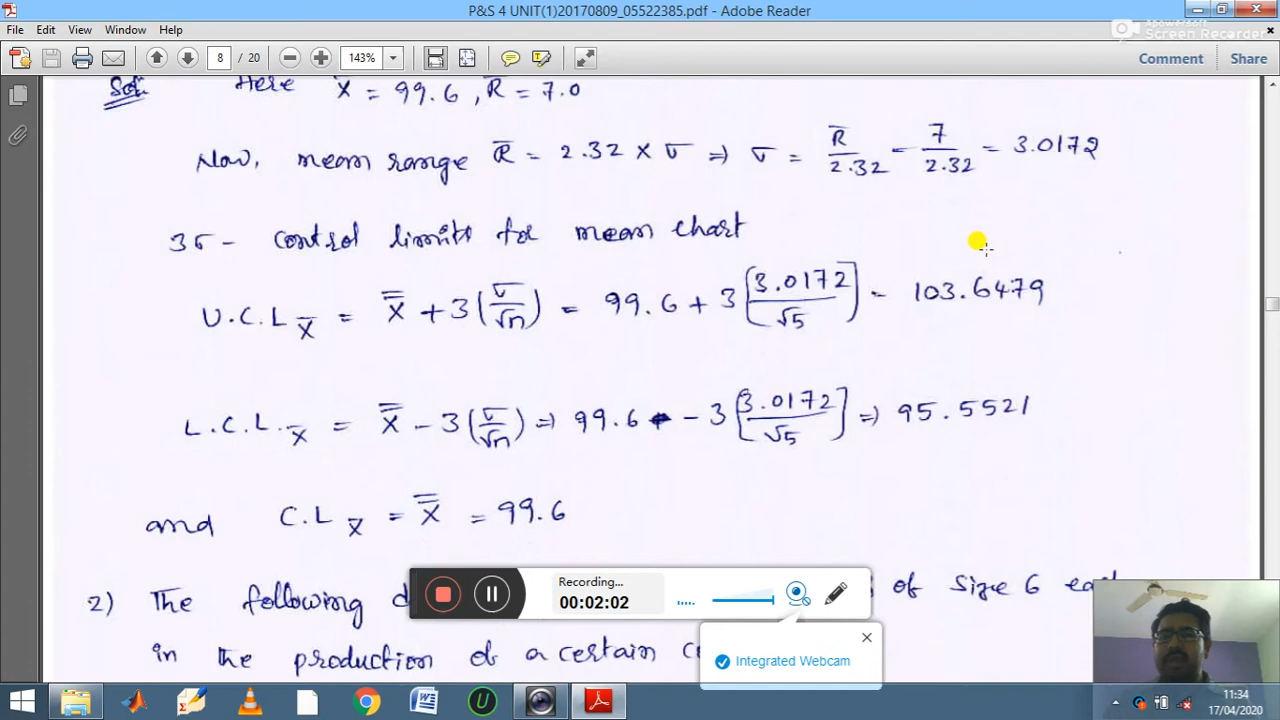 P&S 4 UNIT(1)20170809_05522385.pdf - Adobe Reader
File Edit View Window Help
Apowersoft
Screen Recorder
8 / 20 143% Comment Share
Sol: Here x̄ = 99.6, R̄ = 7.0
Now, mean range R̄ = 2.32 × σ ⇒ σ = R̄/2.32 = 7/2.32 = 3.0172
3σ - control limits for mean chart
U.C.L x̄ = x̿ + 3(σ/√n) = 99.6 + 3[3.0172/√5] = 103.6479
L.C.L. x̄ = x̿ - 3(σ/√n) ⇒ 99.6 - 3[3.0172/√5] ⇒ 95.5521
and C.L x̄ = x̿ = 99.6
Recording...
00:02:02
2) The following of size 6
in the production of a certain
Integrated Webcam
11:34
17/04/2020